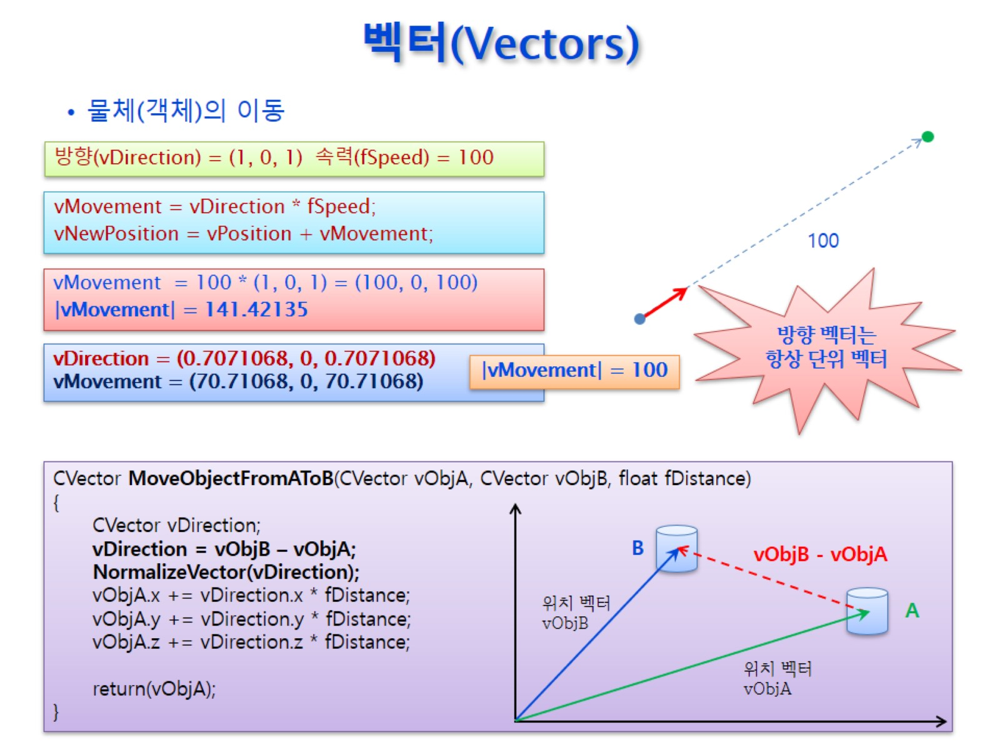 벡터(Vectors)
• 물체(객체)의 이동
방향(vDirection) = (1, 0, 1) 속력(fSpeed) = 100
vMovement = vDirection * fSpeed;
vNewPosition = vPosition + vMovement;
100
vMovement = 100 * (1, 0, 1) = (100, 0, 100)
|vMovement| = 141.42135
방향 벡터는
항상 단위 벡터
vDirection = (0.7071068, 0, 0.7071068)
vMovement = (70.71068, 0, 70.71068)
|vMovement| = 100
CVector MoveObjectFromAToB(CVector vObjA, CVector vObjB, float fDistance)
{
CVector vDirection;
vDirection = vObjB – vObjA;
NormalizeVector(vDirection);
vObjA.x += vDirection.x * fDistance;
vObjA.y += vDirection.y * fDistance;
vObjA.z += vDirection.z * fDistance;
return(vObjA);
}
B
vObjB - vObjA
A
위치 벡터
vObjB
위치 벡터
vObjA